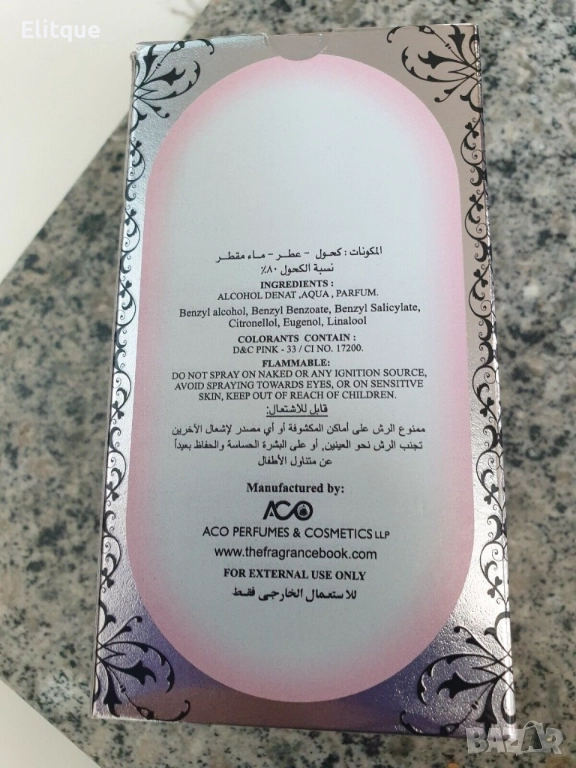 Elitque
المكونات : كحول - عطر - ماء مقطر
نسبة الكحول ٨٠٪
INGREDIENTS :
ALCOHOL DENAT ,AQUA , PARFUM.
Benzyl alcohol, Benzyl Benzoate, Benzyl Salicylate,
Citronellol, Eugenol, Linalool
COLORANTS CONTAIN :
D&C PINK - 33 / CI NO. 17200.
FLAMMABLE:
DO NOT SPRAY ON NAKED OR ANY IGNITION SOURCE,
AVOID SPRAYING TOWARDS EYES, OR ON SENSITIVE
SKIN, KEEP OUT OF REACH OF CHILDREN.
قابل للاشتعال:
ممنوع الرش على أماكن المكشوفة أو أي مصدر لإشعال الأخرين
تجنب الرش نحو العينين, أو على البشرة الحساسة والحفاظ بعيداً
عن متناول الأطفال
Manufactured by:
ACO
ACO PERFUMES & COSMETICS LLP
www.thefragrancebook.com
FOR EXTERNAL USE ONLY
للاستعمال الخارجي فقط
BAZAR